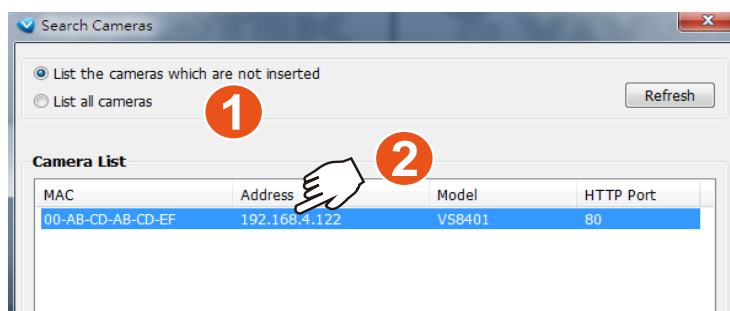 Search Cameras
List the cameras which are not inserted
List all cameras
Refresh
1
2
Camera List
MAC Address Model HTTP Port
00-AB-CD-AB-CD-EF 192.168.4.122 VS8401 80